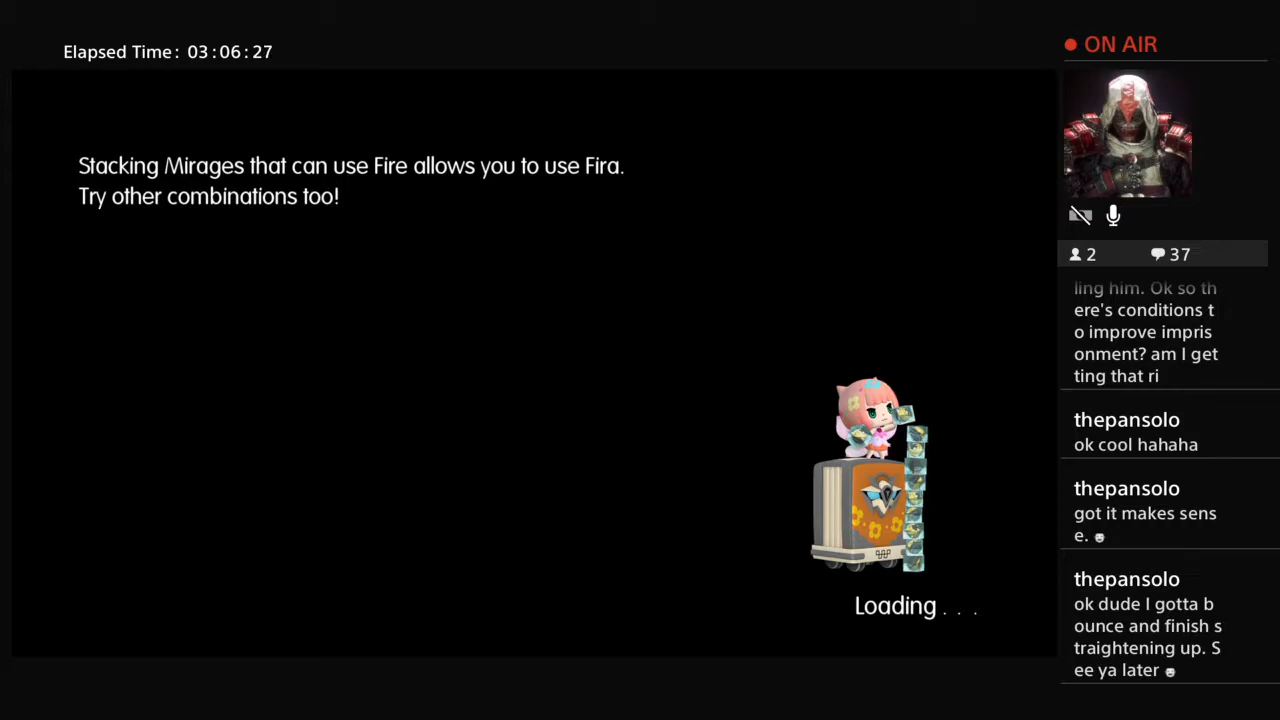 Elapsed Time: 03:06:27
ON AIR
Stacking Mirages that can use Fire allows you to use Fira.
Try other combinations too!
2
37
ling him. Ok so th
ere's conditions t
o improve impris
onment? am I get
ting that ri
thepansolo
ok cool hahaha
thepansolo
got it makes sens
e.
thepansolo
ok dude I gotta b
ounce and finish s
traightening up. S
ee ya later
Loading . . .